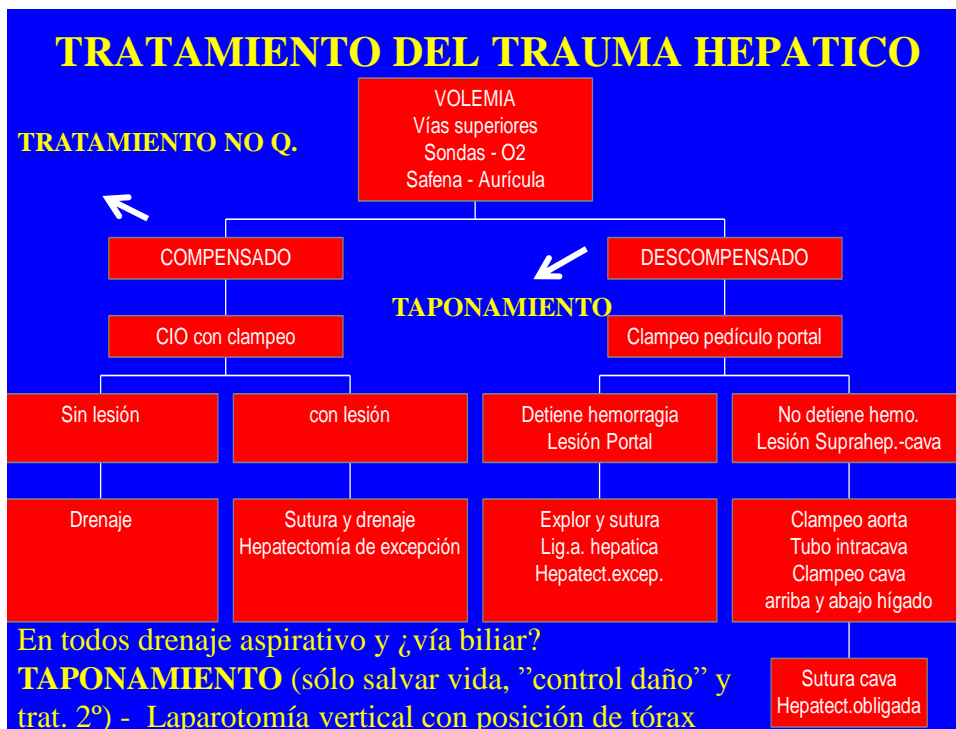 TRATAMIENTO DEL TRAUMA HEPATICO
VOLEMIA
Vías superiores
Sondas - O2
Safena - Aurícula
TRATAMIENTO NO Q.
COMPENSADO
DESCOMPENSADO
TAPONAMIENTO
CIO con clampeo
Clampeo pedículo portal
Sin lesión
con lesión
Detiene hemorragia
Lesión Portal
No detiene hemo.
Lesión Suprahep.-cava
Drenaje
Sutura y drenaje
Hepatectomía de excepción
Explor y sutura
Lig.a. hepatica
Hepatect.excep.
Clampeo aorta
Tubo intracava
Clampeo cava
arriba y abajo hígado
En todos drenaje aspirativo y ¿vía biliar?
TAPONAMIENTO (sólo salvar vida, ”control daño” y
trat. 2º) - Laparotomía vertical con posición de tórax
Sutura cava
Hepatect.obligada